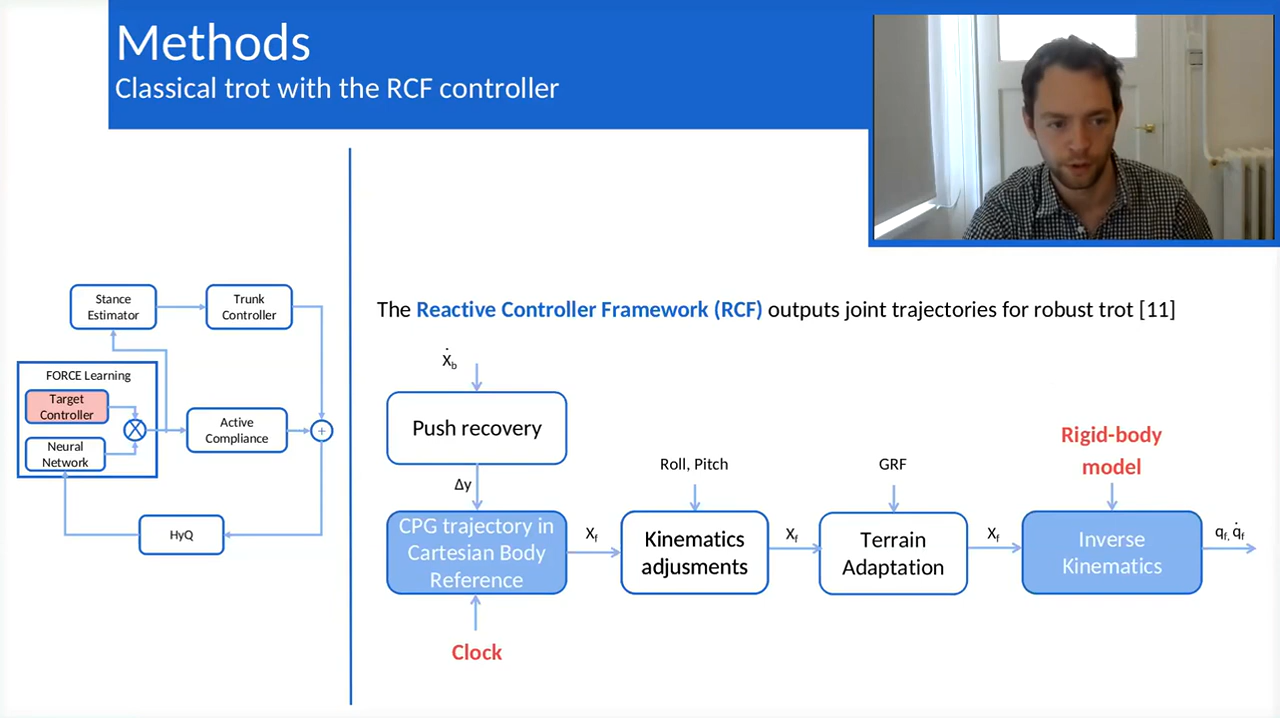 Methods
Classical trot with the RCF controller
Stance
Estimator
Trunk
Controller
FORCE Learning
Target
Controller
Neural
Network
Active
Compliance
+
HyQ
The Reactive Controller Framework (RCF) outputs joint trajectories for robust trot [11]
Ẋb
Push recovery
Δy
CPG trajectory in
Cartesian Body
Reference
Clock
Xf
Roll, Pitch
Kinematics
adjusments
Xf
GRF
Terrain
Adaptation
Xf
Rigid-body
model
Inverse
Kinematics
qf, q̇f